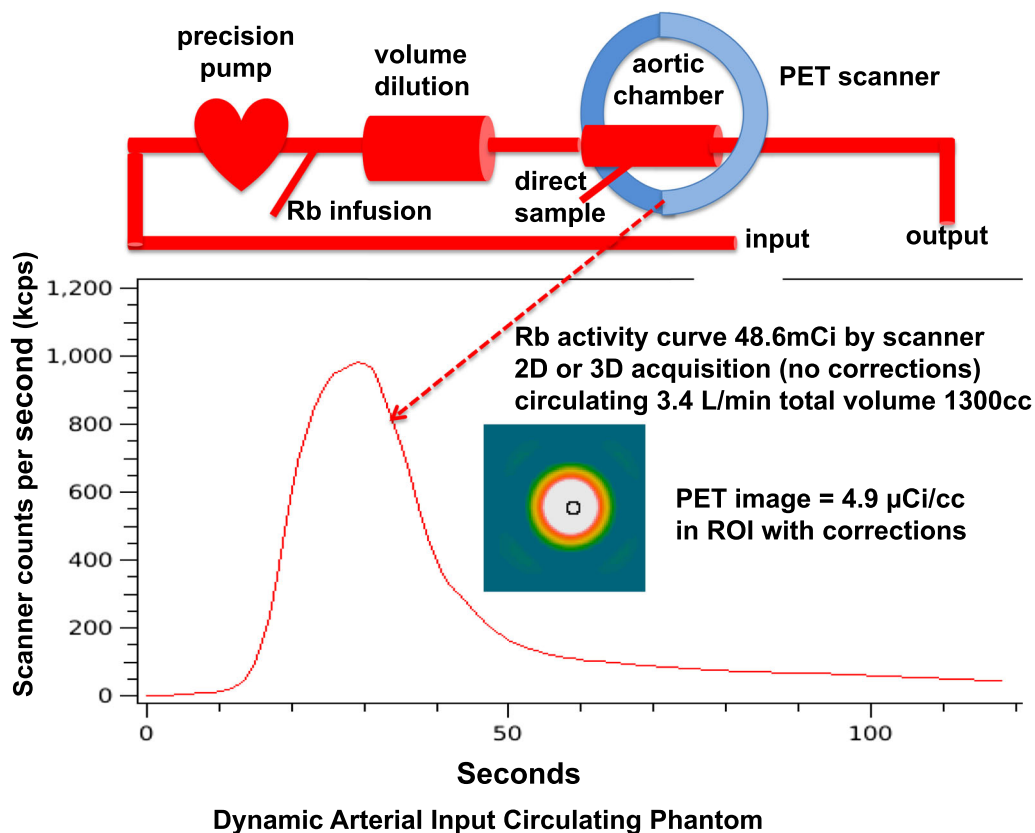 precision
pump
volume
dilution
aortic
chamber
PET scanner
Rb infusion
direct
sample
input
output
Scanner counts per second (kcps)
1,200
1,000
800
600
400
200
0
Rb activity curve 48.6mCi by scanner
2D or 3D acquisition (no corrections)
circulating 3.4 L/min total volume 1300cc
PET image = 4.9 µCi/cc
in ROI with corrections
0
50
100
Seconds
Dynamic Arterial Input Circulating Phantom